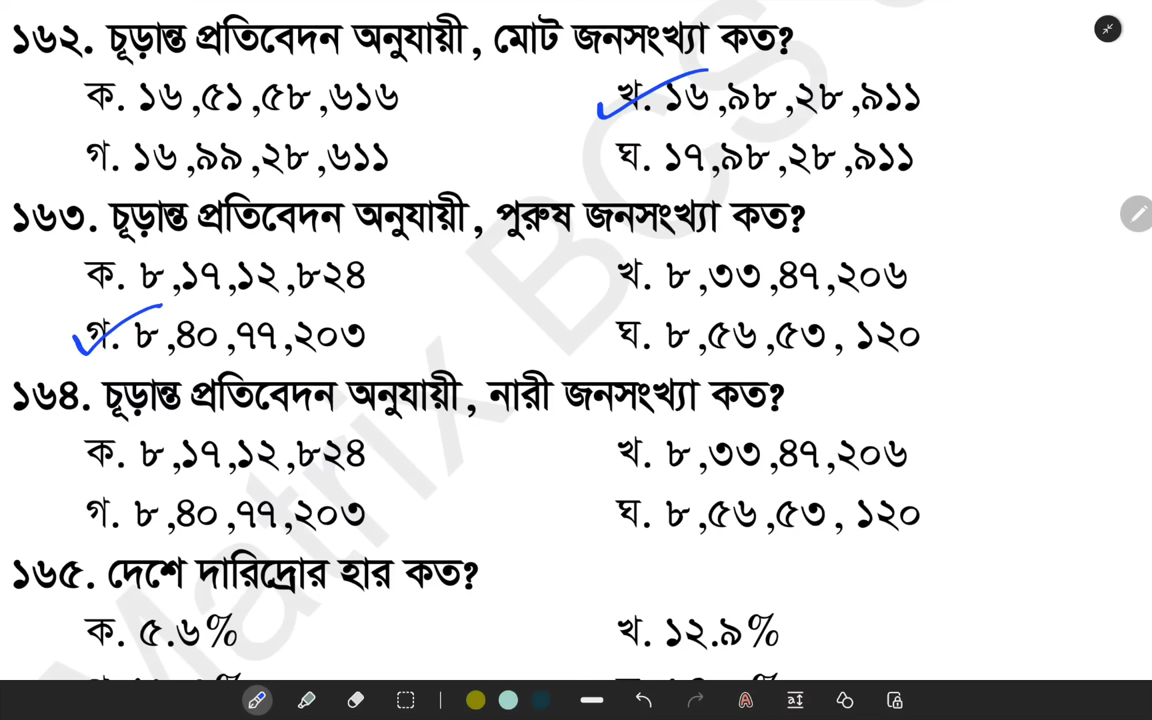 ১৬২. চূড়ান্ত প্রতিবেদন অনুযায়ী, মোট জনসংখ্যা কত?
ক. ১৬,৫১,৫৮,৬১৬ খ. ১৬,৯৮,২৮,৯১১
গ. ১৬,৯৯,২৮,৬১১ ঘ. ১৭,৯৮,২৮,৯১১
১৬৩. চূড়ান্ত প্রতিবেদন অনুযায়ী, পুরুষ জনসংখ্যা কত?
ক. ৮,১৭,১২,৮২৪ খ. ৮,৩৩,৪৭,২০৬
গ. ৮,৪০,৭৭,২০৩ ঘ. ৮,৫৬,৫৩, ১২০
১৬৪. চূড়ান্ত প্রতিবেদন অনুযায়ী, নারী জনসংখ্যা কত?
ক. ৮,১৭,১২,৮২৪ খ. ৮,৩৩,৪৭,২০৬
গ. ৮,৪০,৭৭,২০৩ ঘ. ৮,৫৬,৫৩, ১২০
১৬৫. দেশে দারিদ্রোর হার কত?
ক. ৫.৬% খ. ১২.৯%
Matrix BCS